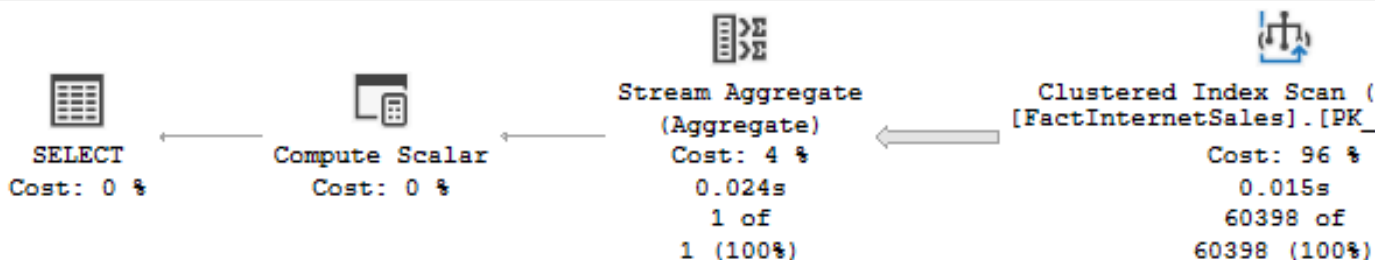 SELECT
Cost: 0 %
Compute Scalar
Cost: 0 %
Stream Aggregate
(Aggregate)
Cost: 4 %
0.024s
1 of
1 (100%)
Clustered Index Scan (
[FactInternetSales].[PK_
Cost: 96 %
0.015s
60398 of
60398 (100%)